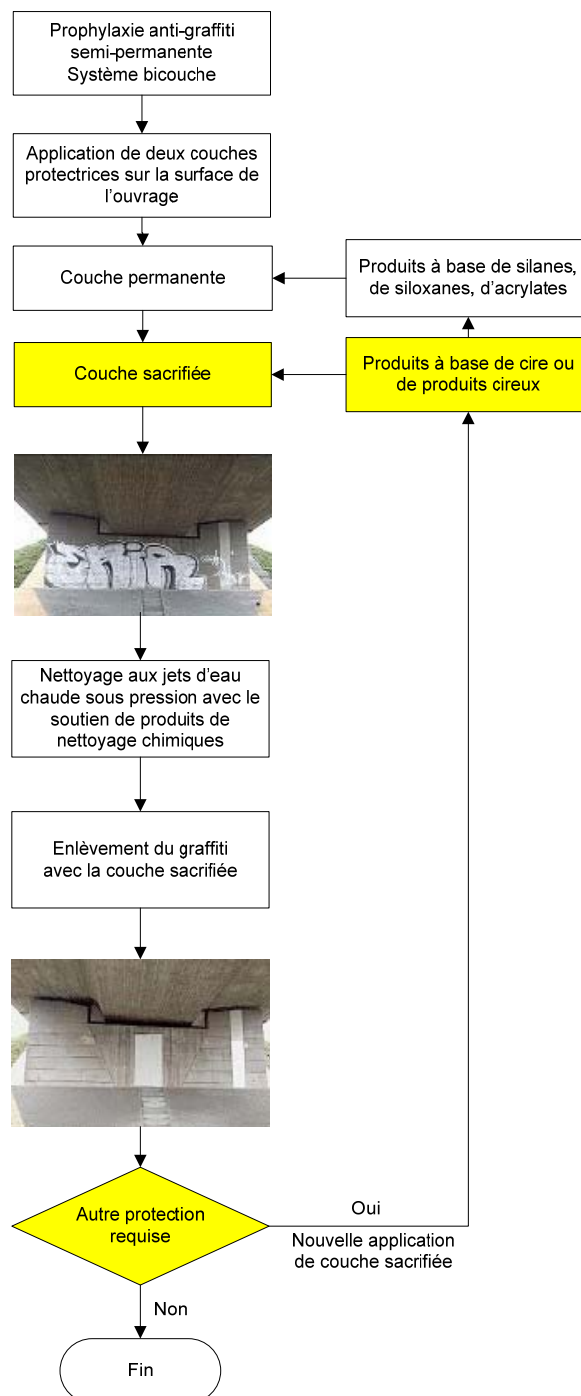 Prophylaxie anti-graffiti
semi-permanente
Système bicouche
Application de deux couches
protectrices sur la surface de
l’ouvrage
Couche permanente
Produits à base de silanes,
de siloxanes, d’acrylates
Couche sacrifiée
Produits à base de cire ou
de produits cireux
Nettoyage aux jets d’eau
chaude sous pression avec le
soutien de produits de
nettoyage chimiques
Enlèvement du graffiti
avec la couche sacrifiée
Autre protection
requise
Oui
Nouvelle application
de couche sacrifiée
Non
Fin